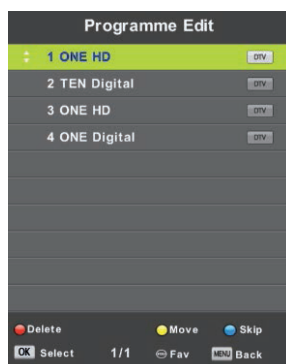 Programme Edit
1 ONE HD DTV
2 TEN Digital DTV
3 ONE HD DTV
4 ONE Digital DTV
Delete Move Skip
OK Select 1/1 Fav MENU Back